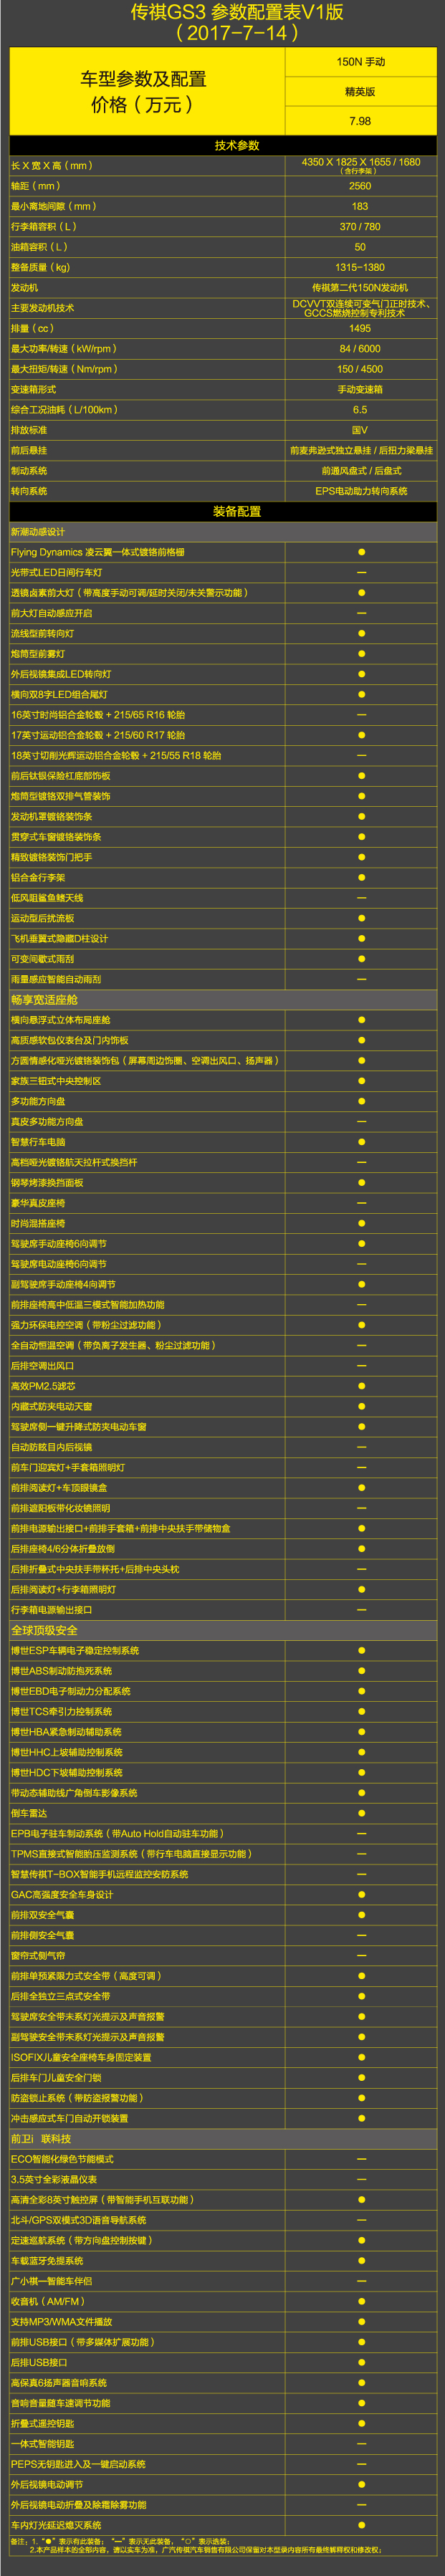 传祺GS3 参数配置表V1版
（2017-7-14）
车型参数及配置
价格（万元）
150N 手动
精英版
7.98
技术参数
长 X 宽 X 高（mm） 4350 X 1825 X 1655 / 1680
（含行李架）
轴距（mm） 2560
最小离地间隙（mm） 183
行李箱容积（L） 370 / 780
油箱容积（L） 50
整备质量（kg） 1315-1380
发动机 传祺第二代150N发动机
主要发动机技术 DCVVT双连续可变气门正时技术、
GCCS燃烧控制专利技术
排量（cc） 1495
最大功率/转速（kW/rpm） 84 / 6000
最大扭矩/转速（Nm/rpm） 150 / 4500
变速箱形式 手动变速箱
综合工况油耗（L/100km） 6.5
排放标准 国V
前后悬挂 前麦弗逊式独立悬挂 / 后扭力梁悬挂
制动系统 前通风盘式 / 后盘式
转向系统 EPS电动助力转向系统
装备配置
新潮动感设计
Flying Dynamics 凌云翼一体式镀铬前格栅 ●
光带式LED日间行车灯 —
透镜卤素前大灯（带高度手动可调/延时关闭/未关警示功能） ●
前大灯自动感应开启 —
流线型前转向灯 ●
炮筒型前雾灯 ●
外后视镜集成LED转向灯 ●
横向双8字LED组合尾灯 ●
16英寸时尚铝合金轮毂 + 215/65 R16 轮胎 —
17英寸运动铝合金轮毂 + 215/60 R17 轮胎 ●
18英寸切削光辉运动铝合金轮毂 + 215/55 R18 轮胎 —
前后钛银保险杠底部饰板 ●
炮筒型镀铬双排气管装饰 ●
发动机罩镀铬装饰条 ●
贯穿式车窗镀铬装饰条 ●
精致镀铬装饰门把手 ●
铝合金行李架 ●
低风阻鲨鱼鳍天线 —
运动型后扰流板 ●
飞机垂翼式隐藏D柱设计 ●
可变间歇式雨刮 ●
雨量感应智能自动雨刮 —
畅享宽适座舱
横向悬浮式立体布局座舱 ●
高质感软包仪表台及门内饰板 ●
方圆情感化哑光镀铬装饰包（屏幕周边饰圈、空调出风口、扬声器） ●
家族三钮式中央控制区 ●
多功能方向盘 ●
真皮多功能方向盘 —
智慧行车电脑 ●
高档哑光镀铬航天拉杆式换挡杆 —
钢琴烤漆换挡面板 ●
豪华真皮座椅 —
时尚混搭座椅 ●
驾驶席手动座椅6向调节 ●
驾驶席电动座椅6向调节 —
副驾驶席手动座椅4向调节 ●
前排座椅高中低温三模式智能加热功能 —
强力环保电控空调（带粉尘过滤功能） ●
全自动恒温空调（带负离子发生器、粉尘过滤功能） —
后排空调出风口 —
高效PM2.5滤芯 ●
内藏式防夹电动天窗 ●
驾驶席侧一键升降式防夹电动车窗 ●
自动防眩目内后视镜 —
前车门迎宾灯+手套箱照明灯 —
前排阅读灯+车顶眼镜盒 ●
前排遮阳板带化妆镜照明 —
前排电源输出接口+前排手套箱+前排中央扶手带储物盒 ●
后排座椅4/6分体折叠放倒 ●
后排折叠式中央扶手带杯托+后排中央头枕 —
后排阅读灯+行李箱照明灯 ●
行李箱电源输出接口 —
全球顶级安全
博世ESP车辆电子稳定控制系统 ●
博世ABS制动防抱死系统 ●
博世EBD电子制动力分配系统 ●
博世TCS牵引力控制系统 ●
博世HBA紧急制动辅助系统 ●
博世HHC上坡辅助控制系统 ●
博世HDC下坡辅助控制系统 ●
带动态辅助线广角倒车影像系统 ●
倒车雷达 ●
EPB电子驻车制动系统（带Auto Hold自动驻车功能） —
TPMS直接式智能胎压监测系统（带行车电脑直接显示功能） —
智慧传祺T-BOX智能手机远程监控安防系统 —
GAC高强度安全车身设计 ●
前排双安全气囊 ●
前排侧安全气囊 —
窗帘式侧气帘 —
前排单预紧限力式安全带（高度可调） ●
后排全独立三点式安全带 ●
驾驶席安全带未系灯光提示及声音报警 ●
副驾驶安全带未系灯光提示及声音报警 ●
ISOFIX儿童安全座椅车身固定装置 ●
后排车门儿童安全门锁 ●
防盗锁止系统（带防盗报警功能） ●
冲击感应式车门自动开锁装置 ●
前卫i 联科技
ECO智能化绿色节能模式 —
3.5英寸全彩液晶仪表 —
高清全彩8英寸触控屏（带智能手机互联功能） ●
北斗/GPS双模式3D语音导航系统 —
定速巡航系统（带方向盘控制按键） ●
车载蓝牙免提系统 ●
广小祺—智能车伴侣 —
收音机（AM/FM） ●
支持MP3/WMA文件播放 ●
前排USB接口（带多媒体扩展功能） ●
后排USB接口 ●
高保真6扬声器音响系统 ●
音响音量随车速调节功能 ●
折叠式遥控钥匙 ●
一体式智能钥匙 —
PEPS无钥匙进入及一键启动系统 —
外后视镜电动调节 ●
外后视镜电动折叠及除霜除雾功能 —
车内灯光延迟熄灭系统 ●
备注：1.“●”表示有此装备；“—”表示无此装备，“○”表示选装；
2.本产品样本的全部内容，请以实车为准，广汽传祺汽车销售有限公司保留对本型录内容所有最终解释权和修改权；